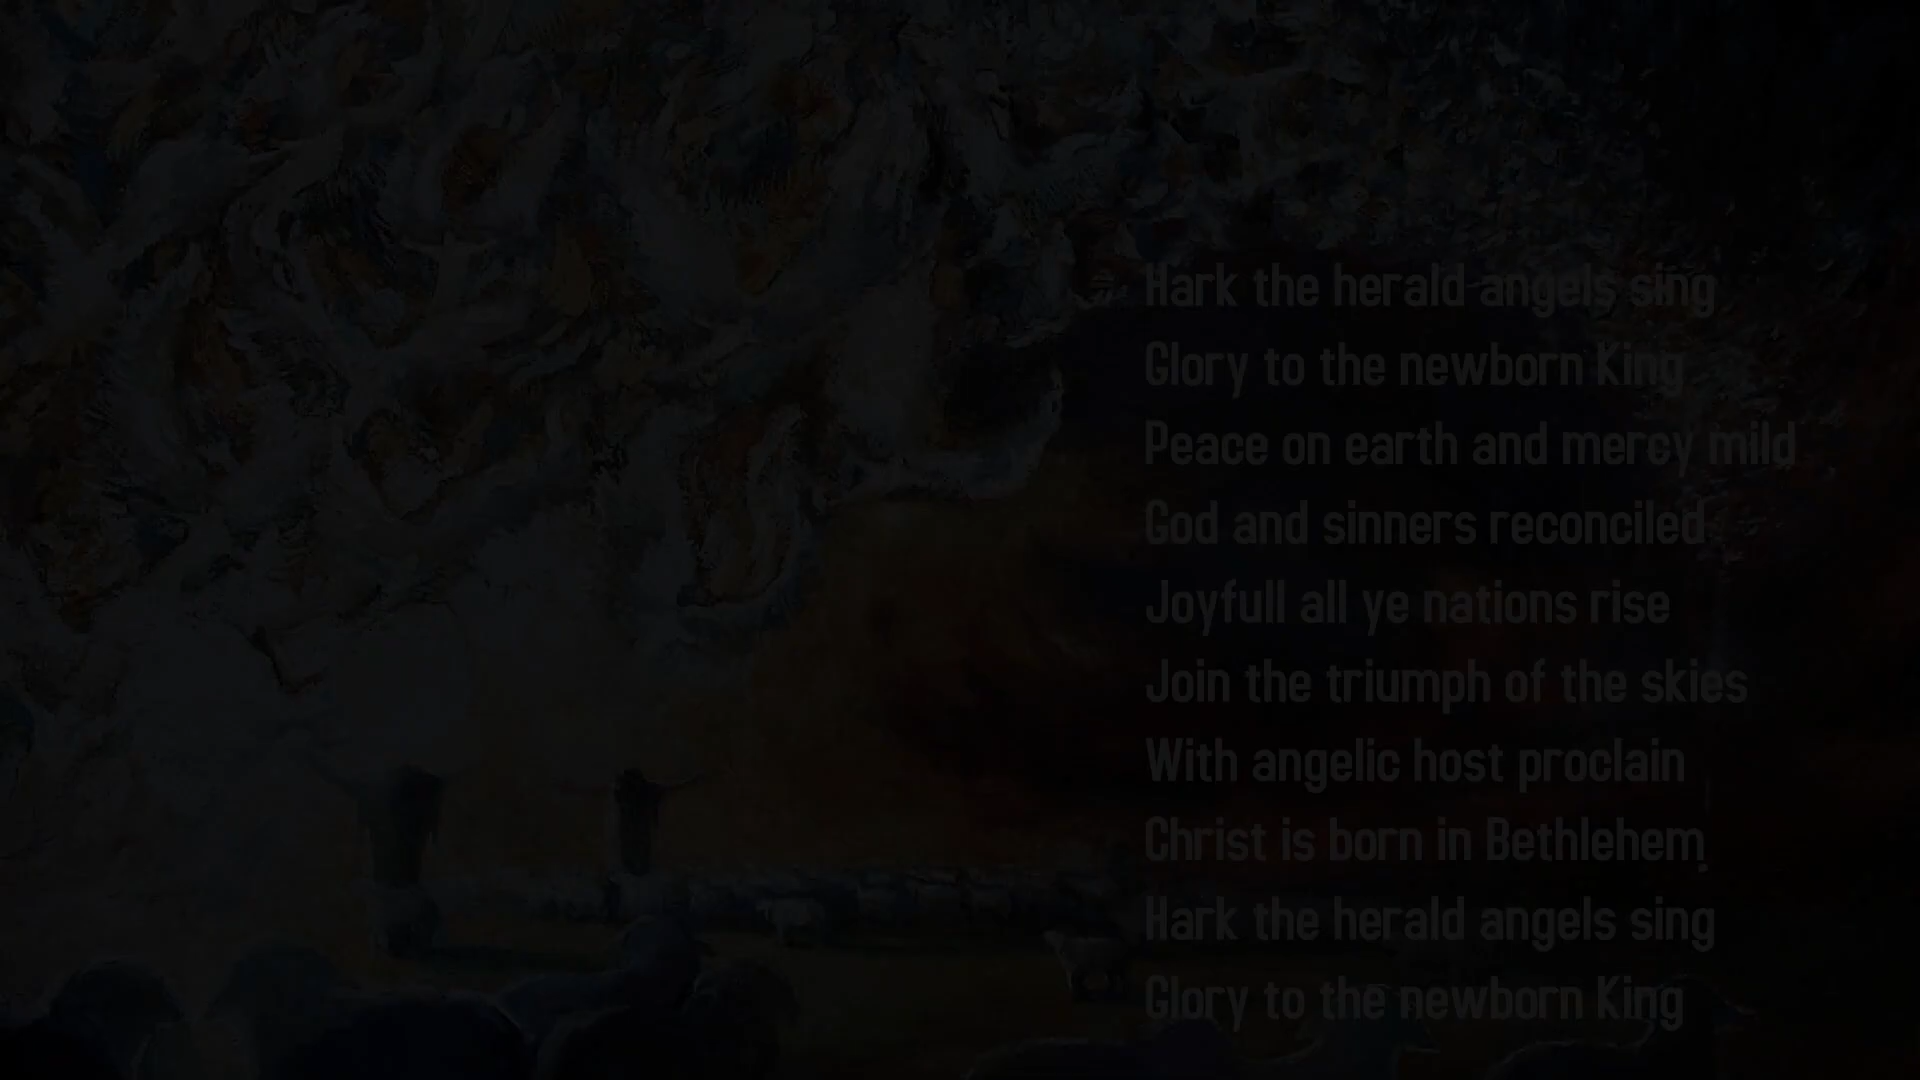 Hark the herald angels sing
Glory to the newborn King
Peace on earth and mercy mild
God and sinners reconciled
Joyfull all ye nations rise
Join the triumph of the skies
With angelic host proclain
Christ is born in Bethlehem
Hark the herald angels sing
Glory to the newborn King